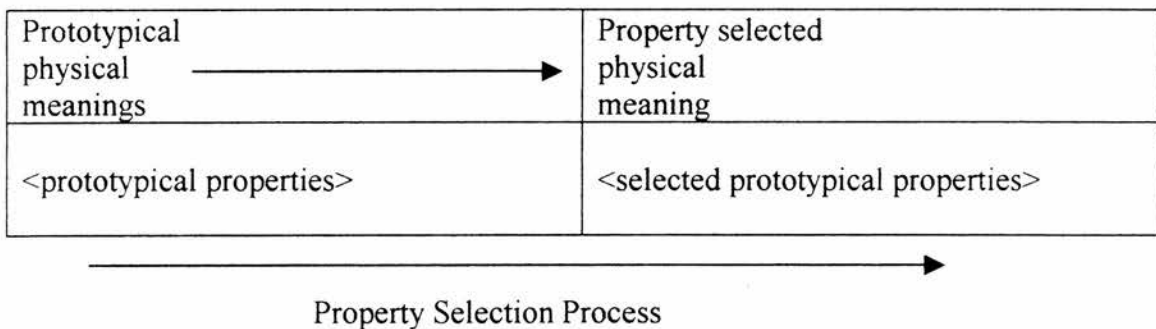 Prototypical
physical
meanings
Property selected
physical
meaning
<prototypical properties>
<selected prototypical properties>
Property Selection Process